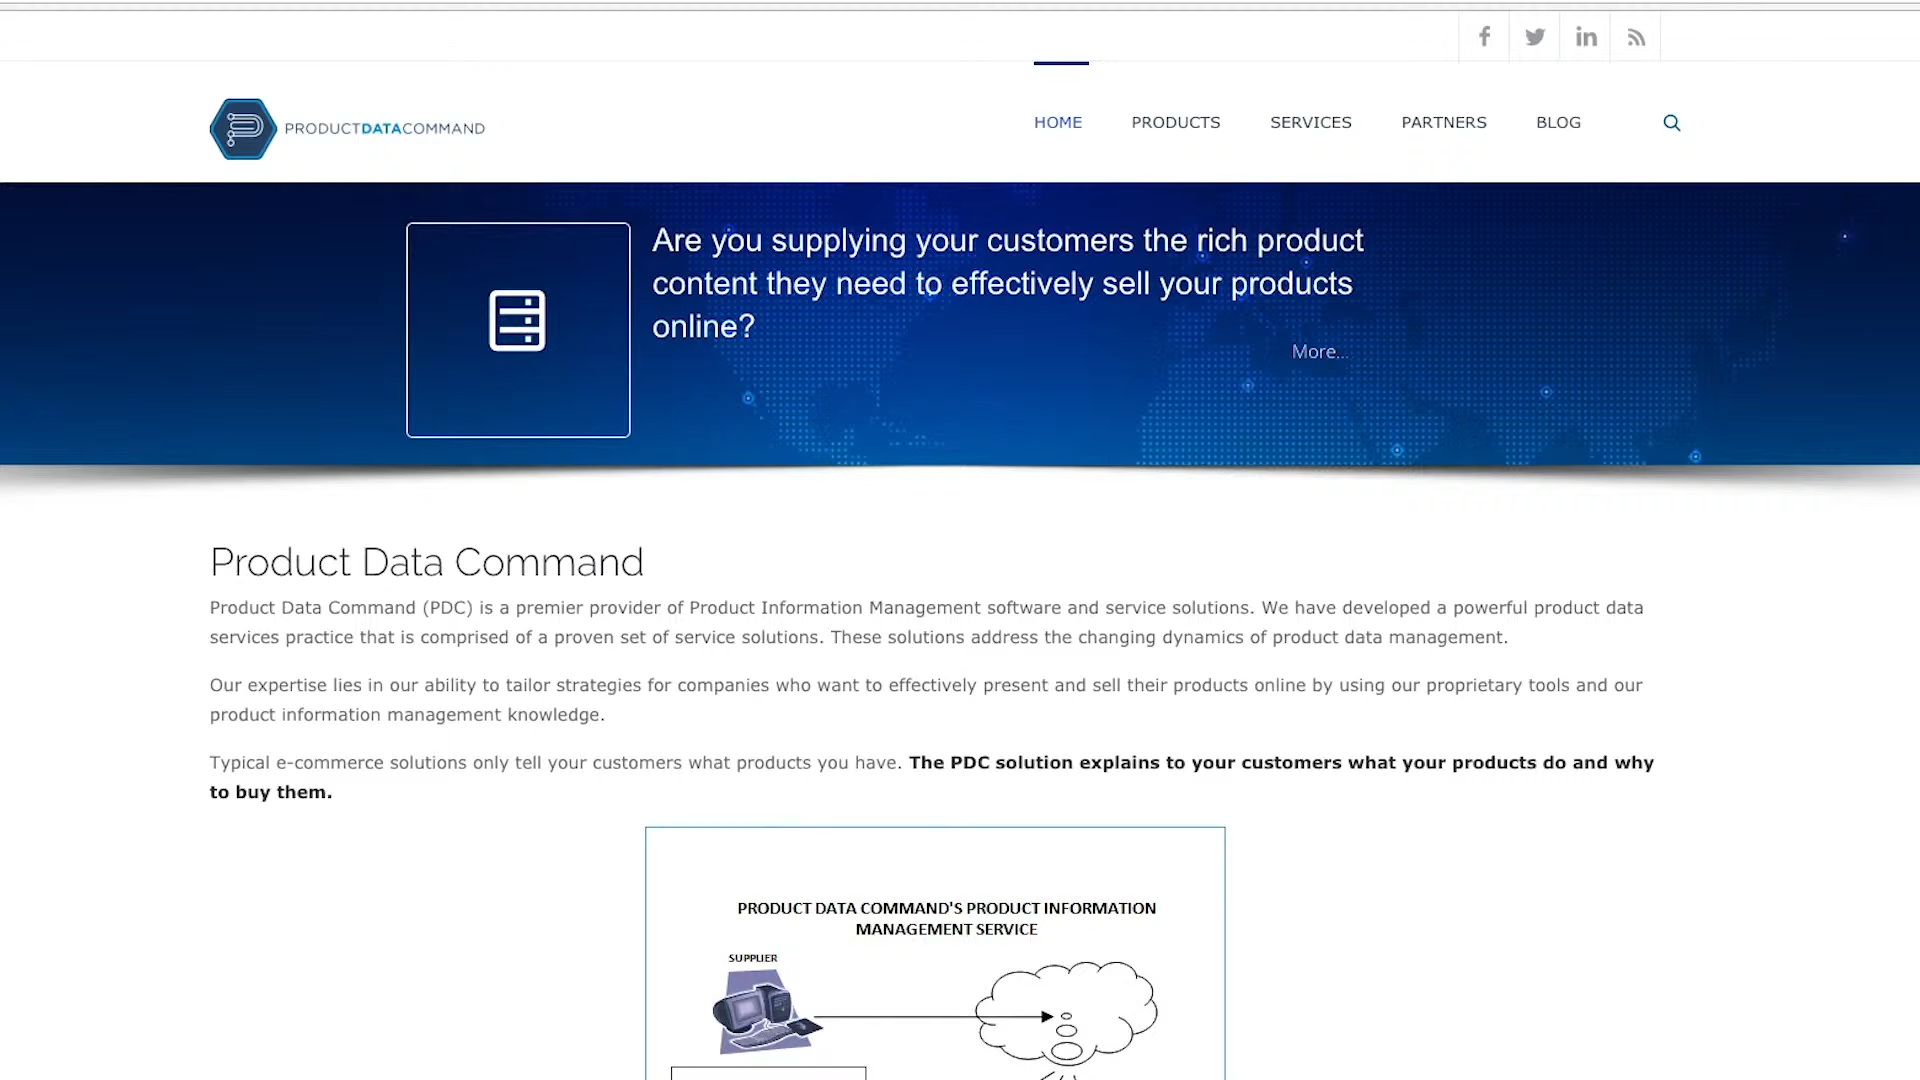 PRODUCTDATACOMMAND
HOME
PRODUCTS
SERVICES
PARTNERS
BLOG
Are you supplying your customers the rich product
content they need to effectively sell your products
online?
More...
Product Data Command
Product Data Command (PDC) is a premier provider of Product Information Management software and service solutions. We have developed a powerful product data
services practice that is comprised of a proven set of service solutions. These solutions address the changing dynamics of product data management.
Our expertise lies in our ability to tailor strategies for companies who want to effectively present and sell their products online by using our proprietary tools and our
product information management knowledge.
Typical e-commerce solutions only tell your customers what products you have. The PDC solution explains to your customers what your products do and why
to buy them.
PRODUCT DATA COMMAND'S PRODUCT INFORMATION
MANAGEMENT SERVICE
SUPPLIER